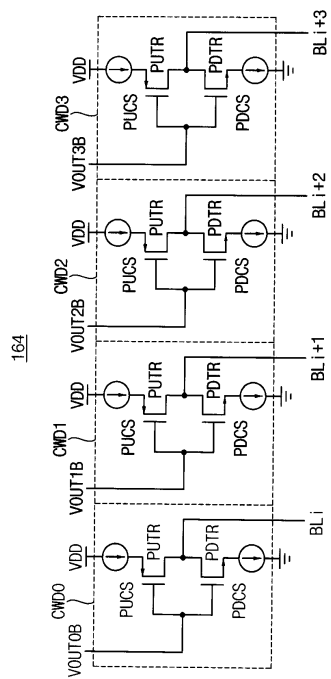 164
VOUT0B
CWD0
VDD
PUCS
PUTR
PDTR
PDCS
BLi
VOUT1B
CWD1
VDD
PUCS
PUTR
PDTR
PDCS
BLi+1
VOUT2B
CWD2
VDD
PUCS
PUTR
PDTR
PDCS
BLi+2
VOUT3B
CWD3
VDD
PUCS
PUTR
PDTR
PDCS
BLi+3